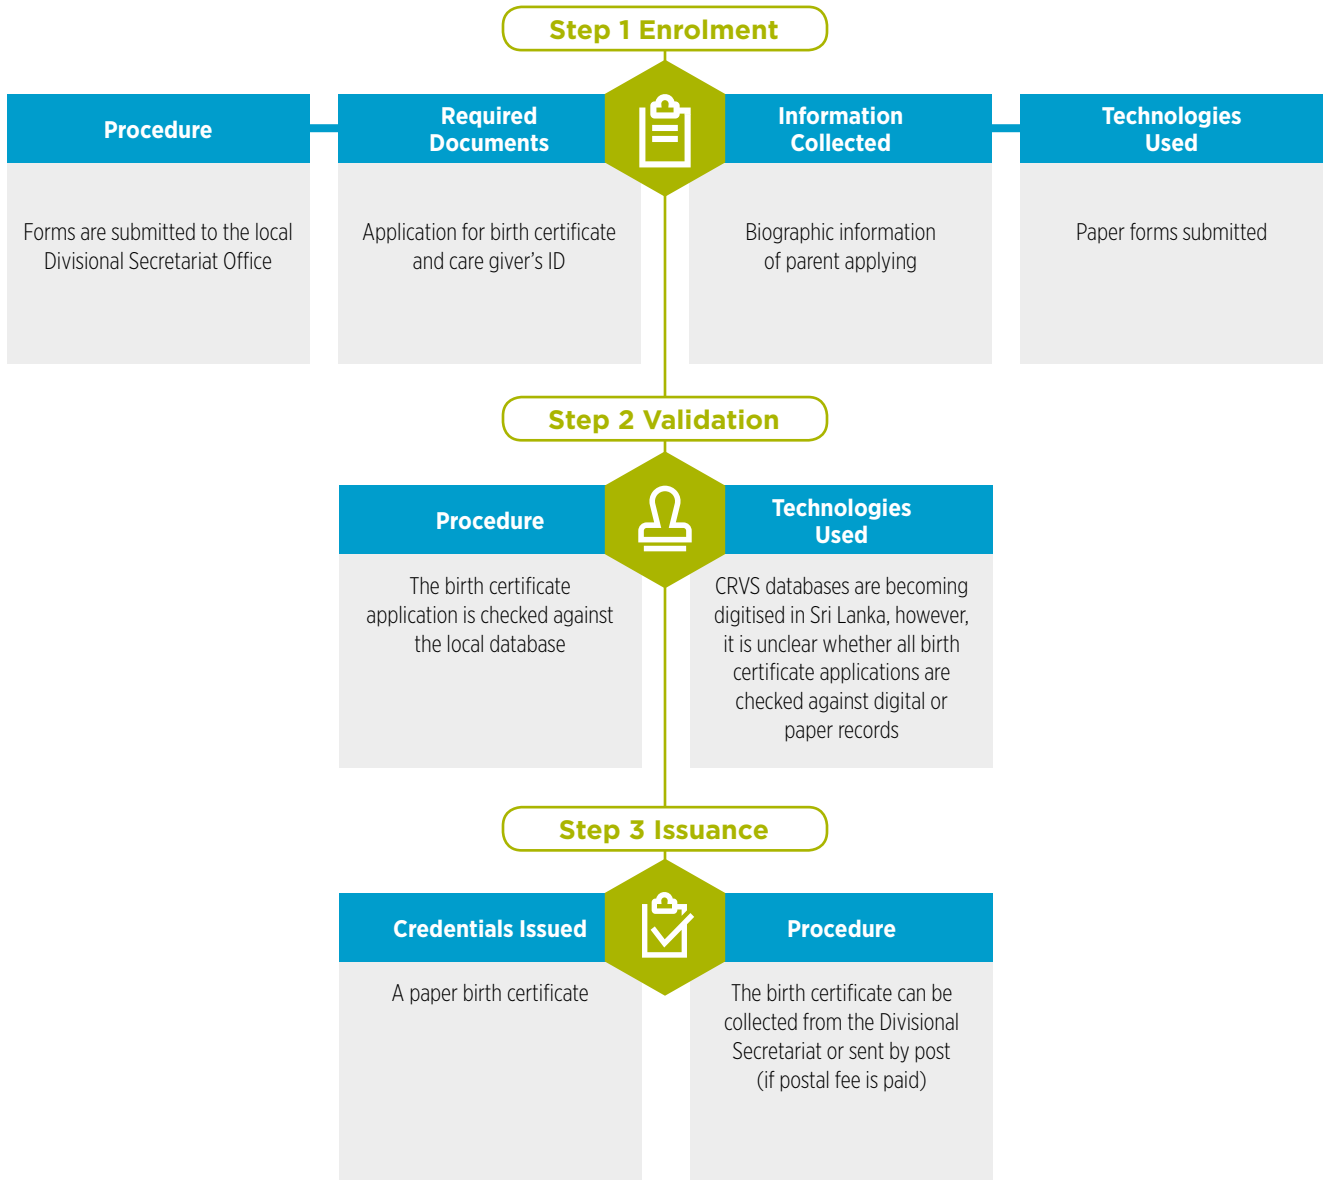 Step 1 Enrolment
Procedure
Forms are submitted to the local
Divisional Secretariat Office
Required
Documents
Application for birth certificate
and care giver’s ID
Information
Collected
Biographic information
of parent applying
Technologies
Used
Paper forms submitted
Step 2 Validation
Procedure
The birth certificate
application is checked against
the local database
Technologies
Used
CRVS databases are becoming
digitised in Sri Lanka, however,
it is unclear whether all birth
certificate applications are
checked against digital or
paper records
Step 3 Issuance
Credentials Issued
A paper birth certificate
Procedure
The birth certificate can be
collected from the Divisional
Secretariat or sent by post
(if postal fee is paid)